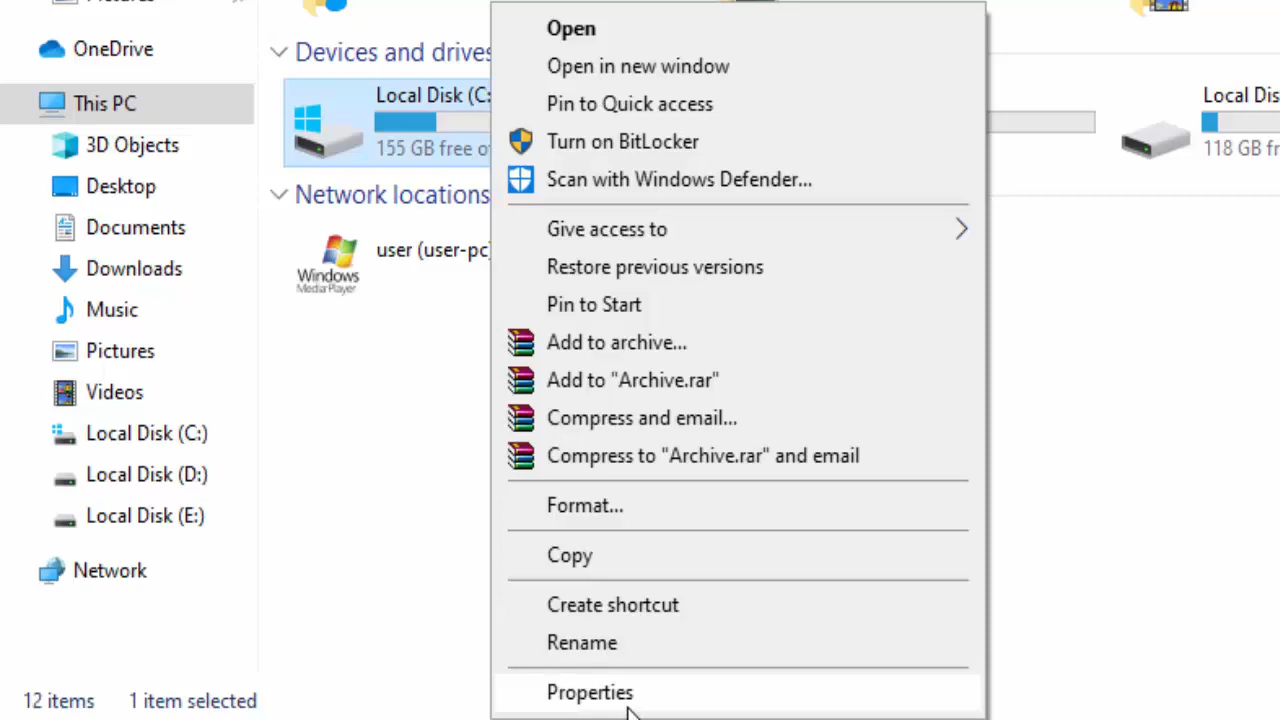 Pictures
OneDrive
This PC
3D Objects
Desktop
Documents
Downloads
Music
Pictures
Videos
Local Disk (C:)
Local Disk (D:)
Local Disk (E:)
Network
12 items
1 item selected
Devices and drives
Local Disk (C:
155 GB free o
Network locations
user (user-pc)
Windows
MediaPlayer
Open
Open in new window
Pin to Quick access
Turn on BitLocker
Scan with Windows Defender...
Give access to
Restore previous versions
Pin to Start
Add to archive...
Add to "Archive.rar"
Compress and email...
Compress to "Archive.rar" and email
Format...
Copy
Create shortcut
Rename
Properties
Local Dis
118 GB fr